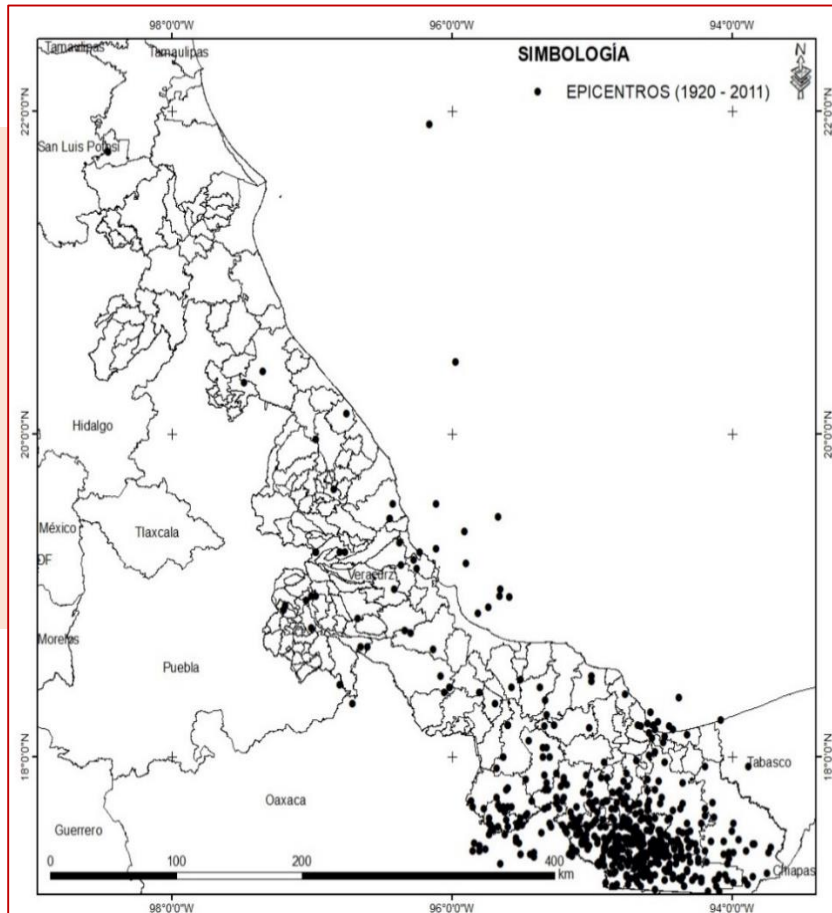 98°0'0"W 96°0'0"W 94°0'0"W
Tamaulipas
Tamaulipas
SIMBOLOGÍA
N
EPICENTROS (1920 - 2011)
22°0'0"N
22°0'0"N
San Luis Potosí
20°0'0"N
20°0'0"N
Hidalgo
México
Tlaxcala
DF
Veracurz
Morelos
Puebla
18°0'0"N
18°0'0"N
Tabasco
Oaxaca
Guerrero
Chiapas
0 100 200 400
km
98°0'0"W 96°0'0"W 94°0'0"W